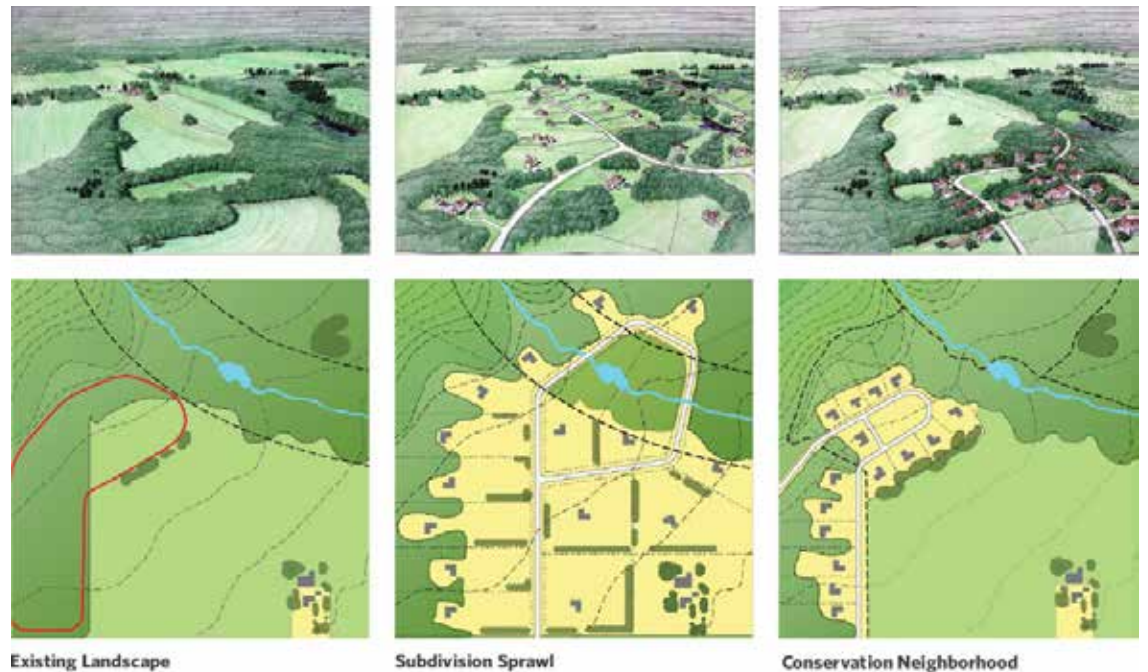 Existing Landscape
Subdivision Sprawl
Conservation Neighborhood